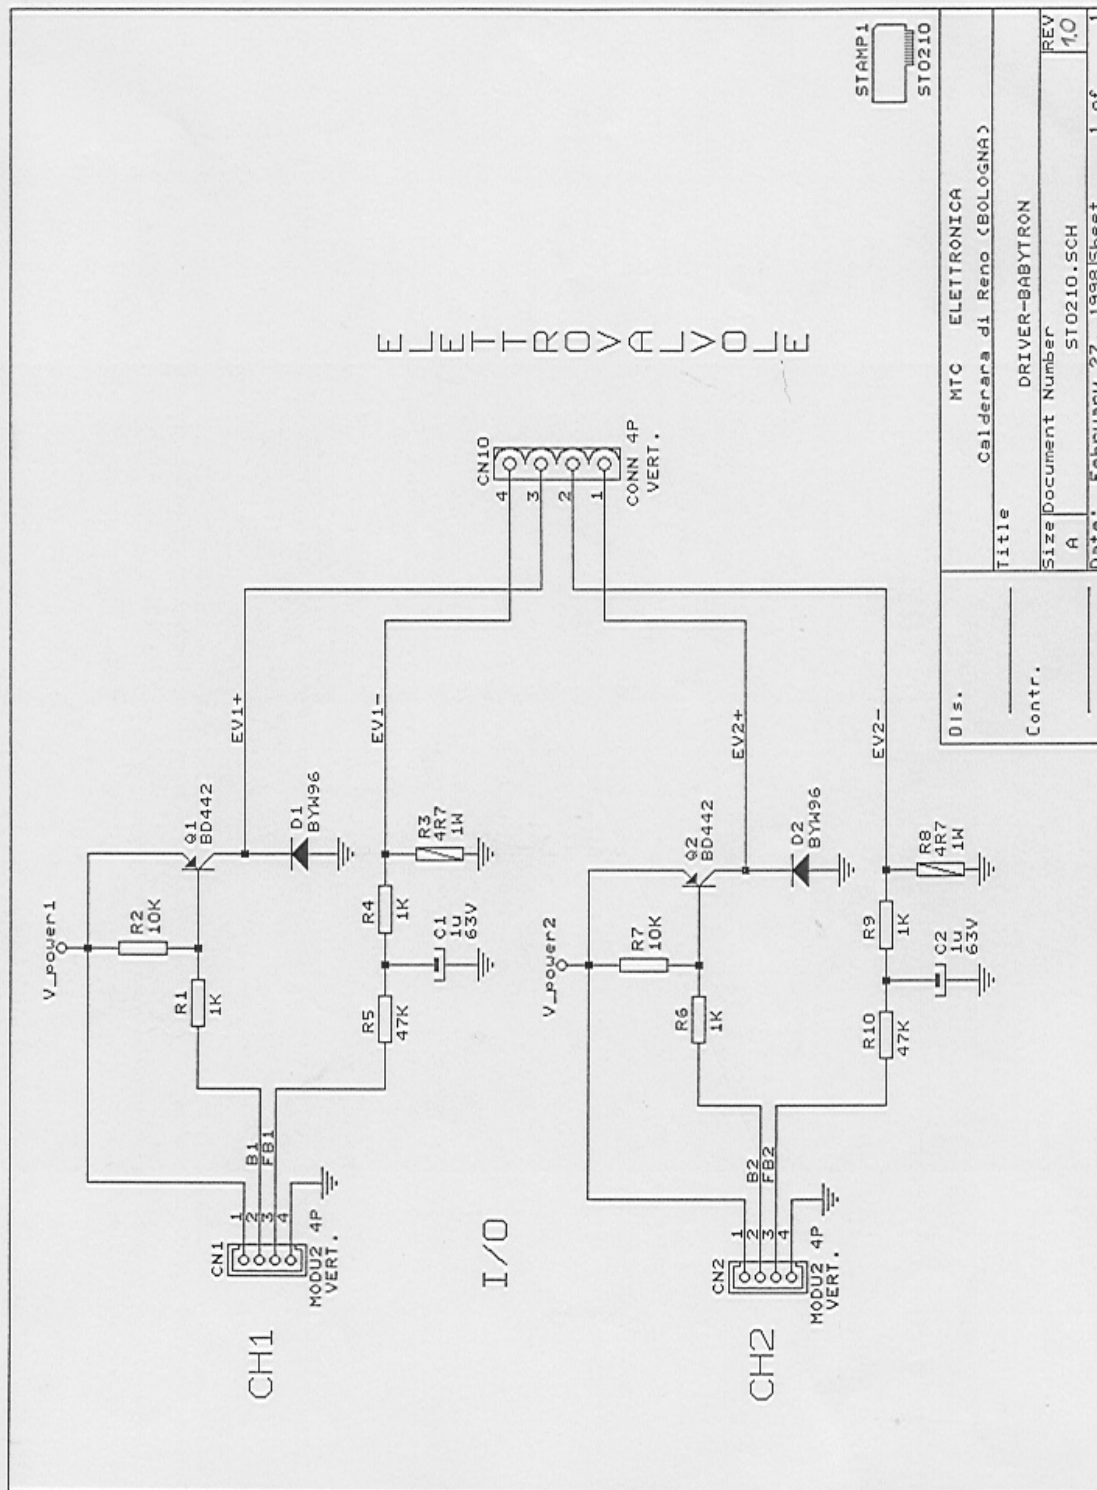 V_power1
R2
10K
Q1
BD442
R1
1K
EV1+
D1
BYW96
B1
FB1
CN1
1
2
3
4
MODU2 4P
VERT.
CH1
R5
47K
R4
1K
C1
1u
63V
R3
4R7
1W
EV1-
CN10
4
3
2
1
CONN 4P
VERT.
ELETTROVALVOLE
I/O
V_power2
R7
10K
Q2
BD442
R6
1K
EV2+
D2
BYW96
B2
FB2
CN2
1
2
3
4
MODU2 4P
VERT.
CH2
R10
47K
R9
1K
C2
1u
63V
R8
4R7
1W
EV2-
STAMP1
ST0210
Dis.
Contr.
MTC ELETTRONICA
Calderara di Reno (BOLOGNA)
Title
DRIVER-BABYTRON
Size Document Number
REV
A
ST0210.SCH
1.0
Date: February 27, 1998 Sheet 1 of 1